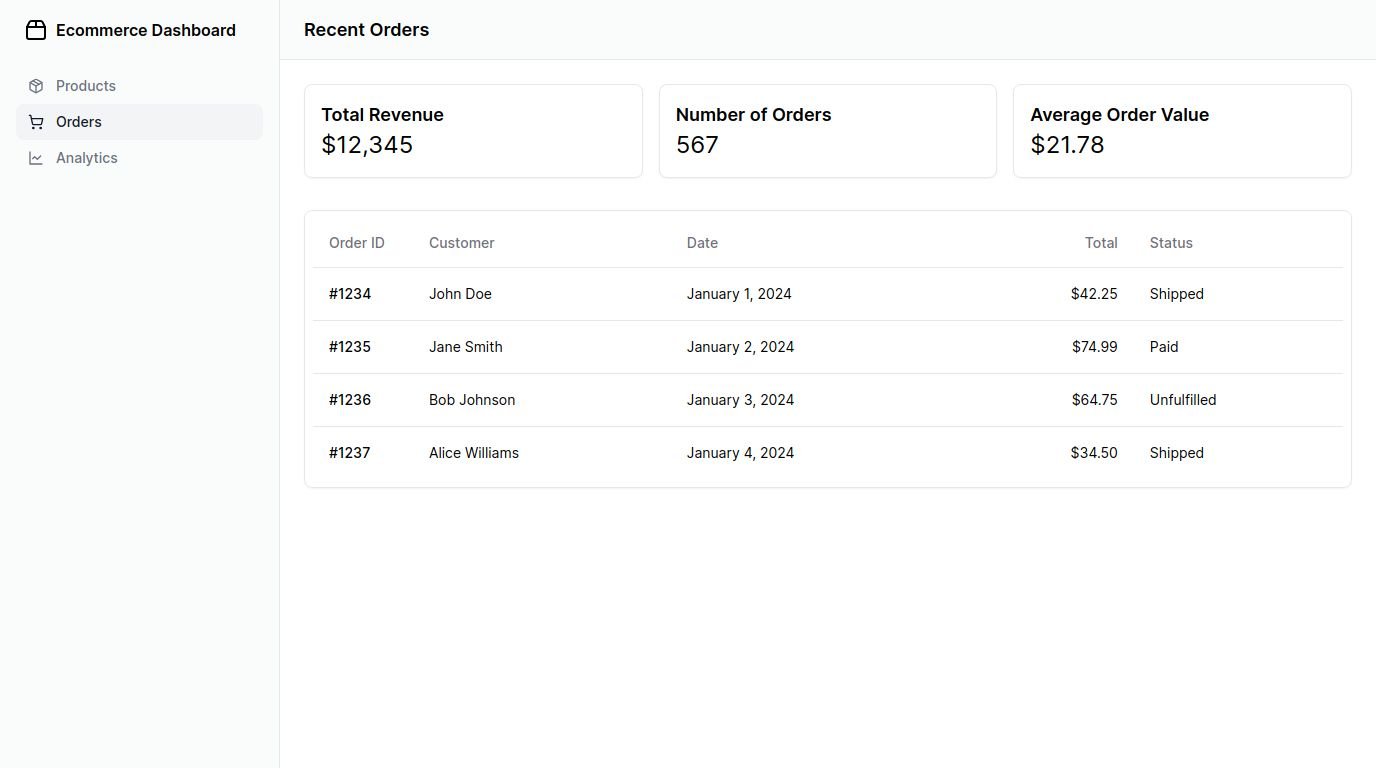 Ecommerce Dashboard
Products
Orders
Analytics
Recent Orders
Total Revenue
$12,345
Number of Orders
567
Average Order Value
$21.78
Order ID Customer Date Total Status
#1234 John Doe January 1, 2024 $42.25 Shipped
#1235 Jane Smith January 2, 2024 $74.99 Paid
#1236 Bob Johnson January 3, 2024 $64.75 Unfulfilled
#1237 Alice Williams January 4, 2024 $34.50 Shipped